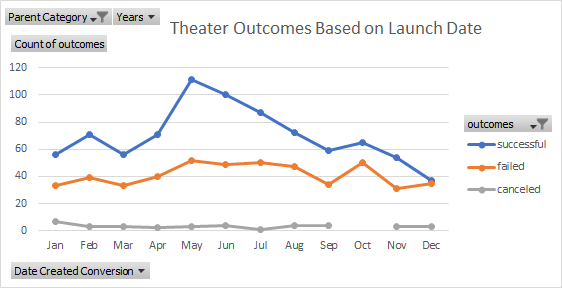 Parent Category Years
Theater Outcomes Based on Launch Date
Count of outcomes
120
100
80
60
40
20
0
Jan Feb Mar Apr May Jun Jul Aug Sep Oct Nov Dec
outcomes
successful
failed
canceled
Date Created Conversion